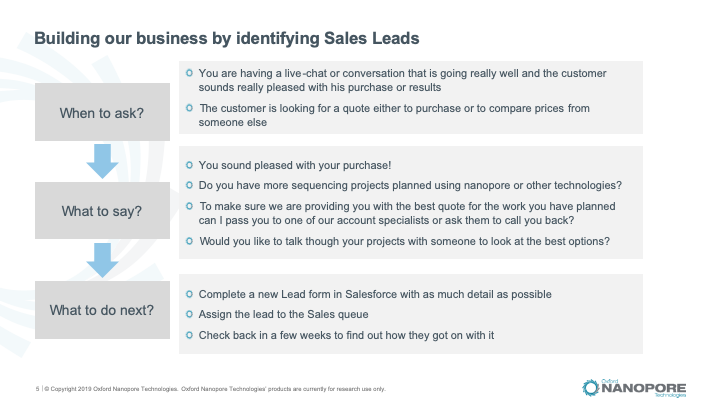 Building our business by identifying Sales Leads
When to ask?
You are having a live-chat or conversation that is going really well and the customer
sounds really pleased with his purchase or results
The customer is looking for a quote either to purchase or to compare prices from
someone else
What to say?
You sound pleased with your purchase!
Do you have more sequencing projects planned using nanopore or other technologies?
To make sure we are providing you with the best quote for the work you have planned
can I pass you to one of our account specialists or ask them to call you back?
Would you like to talk though your projects with someone to look at the best options?
What to do next?
Complete a new Lead form in Salesforce with as much detail as possible
Assign the lead to the Sales queue
Check back in a few weeks to find out how they got on with it
5 | © Copyright 2019 Oxford Nanopore Technologies. Oxford Nanopore Technologies' products are currently for research use only.
Oxford
NANOPORE
Technologies